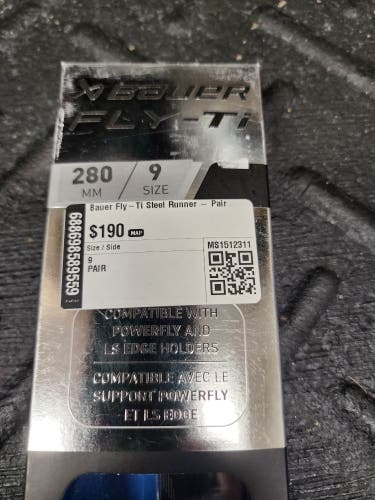 BAUER
FLY-Ti
280 MM / 9 SIZE
Bauer Fly-Ti Steel Runner - Pair
$190 MAP
Size / Side
MS1512311
9
PAIR
COMPATIBLE WITH
POWERFLY AND
LS EDGE HOLDERS
COMPATIBLE AVEC LE
SUPPORT POWERFLY
ET LS EDGE